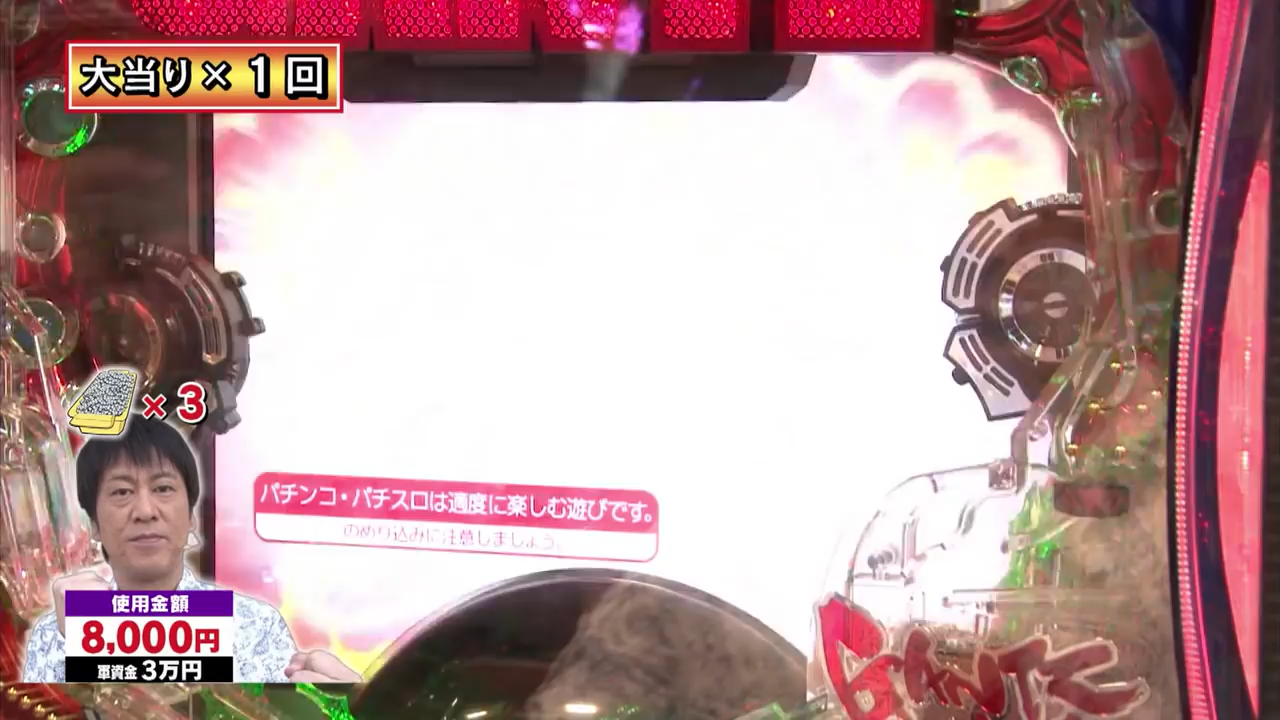 大当り×1回
×3
パチンコ・パチスロは適度に楽しむ遊びです。
のめり込みに注意しましょう。
使用金額
8,000円
軍資金3万円